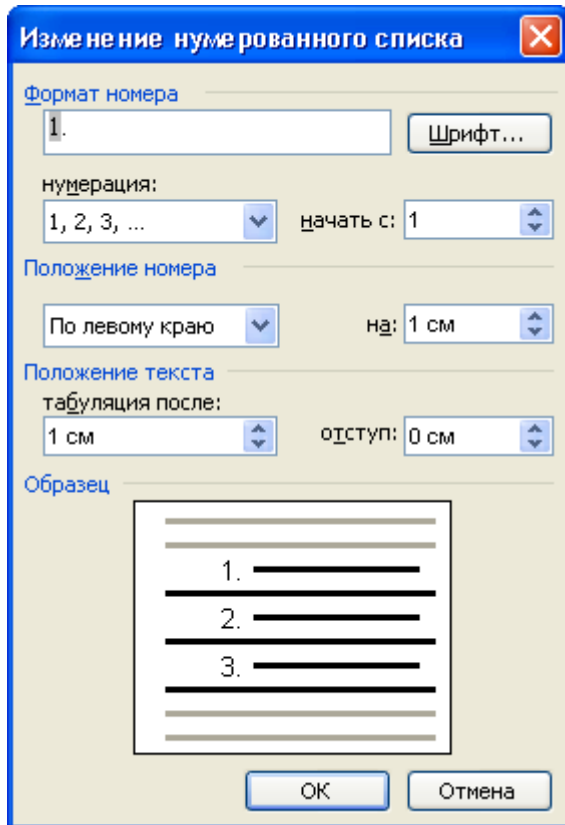 Изменение нумерованного списка
Формат номера
1.
Шрифт...
нумерация:
1, 2, 3, ...
начать с: 1
Положение номера
По левому краю
на: 1 см
Положение текста
табуляция после:
1 см
отступ: 0 см
Образец
1.
2.
3.
ОК
Отмена